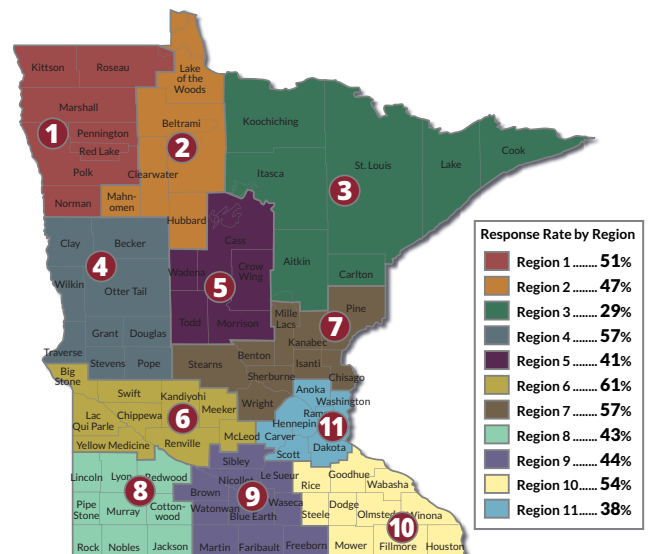 Kittson
Roseau
Lake
of the
Woods
Marshall
Beltrami
Koochiching
1
Pennington
Red Lake
2
Cook
Polk
Clearwater
Itasca
St. Louis
Lake
3
Norman
Mahn-
omen
Hubbard
Clay
Becker
Cass
4
Wadena
Crow
Wing
Aitkin
Carlton
Wilkin
Otter Tail
5
Grant
Douglas
Todd
Morrison
Mille
Lacs
Pine
7
Kanabec
Traverse
Stevens
Pope
Stearns
Benton
Isanti
Big
Stone
Sherburne
Chisago
Swift
Kandiyohi
Anoka
Wright
Washington
Lac
Qui Parle
Chippewa
6
Meeker
Ram
Hennepin
11
Yellow Medicine
Renville
McLeod
Carver
Scott
Dakota
Sibley
Lincoln
Lyon
Redwood
Nicollet
Le Sueur
Rice
Goodhue
Wabasha
8
Brown
9
Waseca
Pipe
Stone
Murray
Cotton-
wood
Watonwan
Blue Earth
Steele
Dodge
Olmsted
Winona
10
Rock
Nobles
Jackson
Martin
Faribault
Freeborn
Mower
Fillmore
Houston
Response Rate by Region
Region 1 ........ 51%
Region 2 ........ 47%
Region 3 ........ 29%
Region 4 ........ 57%
Region 5 ........ 41%
Region 6 ........ 61%
Region 7 ........ 57%
Region 8 ........ 43%
Region 9 ........ 44%
Region 10 ...... 54%
Region 11 ...... 38%